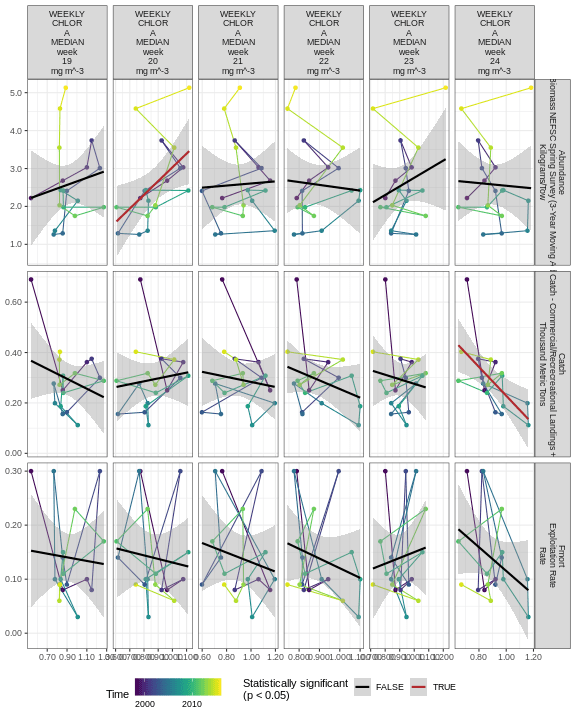 WEEKLY
CHLOR
A
MEDIAN
week
19
mg m^-3
WEEKLY
CHLOR
A
MEDIAN
week
20
mg m^-3
WEEKLY
CHLOR
A
MEDIAN
week
21
mg m^-3
WEEKLY
CHLOR
A
MEDIAN
week
22
mg m^-3
WEEKLY
CHLOR
A
MEDIAN
week
23
mg m^-3
WEEKLY
CHLOR
A
MEDIAN
week
24
mg m^-3
5.0
4.0
3.0
2.0
1.0
Abundance
Biomass NEFSC Spring Survey (3-Year Moving
Kilograms/Tow
0.60
0.40
0.20
0.00
Catch
Catch - Commercial/Recreational Landings +
Thousand Metric Tons
0.30
0.20
0.10
0.00
Fmort
Exploitation Rate
Rate
0.70 0.90 1.10
0.60 0.80 1.00
0.80 1.00 1.20
Time
2000 2010
Statistically significant
(p < 0.05)
FALSE
TRUE